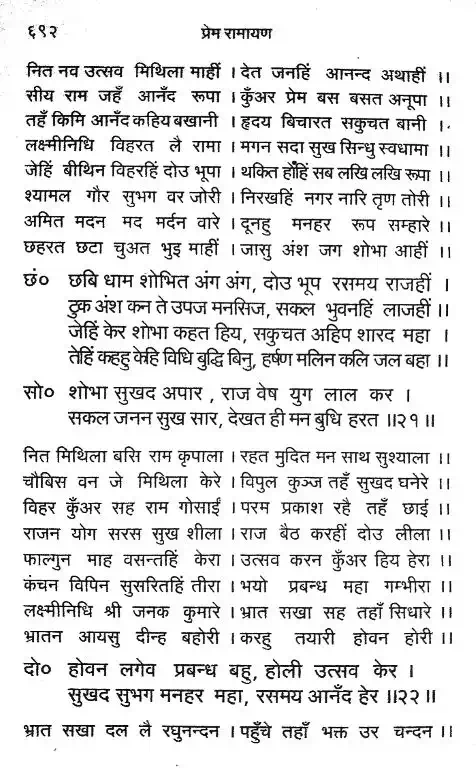 ६९२ प्रेम रामायण
नित नव उत्सव मिथिला माहीं । देत जनहिं आनन्द अथाहीं ।।
सीय राम जहँ आनँद रूपा । कुँअर प्रेम बस बसत अनूपा ।।
तहँ किमि आनँद कहिय बखानी । हृदय बिचारत सकुचत बानी ।।
लक्ष्मीनिधि विहरत लै रामा । मगन सदा सुख सिन्धु स्वधामा ।।
जेहिं बीथिन विहरहिं दोउ भूपा । थकित होंहिं सब लखि लखि रूपा ।।
श्यामल गौर सुभग वर जोरी । निरखहिं नगर नारि तृण तोरी ।।
अमित मदन मद मर्दन वारे । दूनहु मनहर रूप सम्हारे ।।
छहरत छटा चुअत भुइ माहीं । जासु अंश जग शोभा आहीं ।।
छं० छबि धाम शोभित अंग अंग, दोउ भूप रसमय राजहीं ।
टुक अंश कन ते उपज मनसिज, सकल भुवनहिं लाजहीं ।।
जेहिं केर शोभा कहत हिय, सकुचत अहिप शारद महा ।
तेहिं कहहु केहि विधि बुद्धि बिनु, हर्षण मलिन कलि जल बहा ।।
सो० शोभा सुखद अपार , राज वेष युग लाल कर ।
सकल जनन सुख सार, देखत ही मन बुधि हरत ।।२१।।
नित मिथिला बसि राम कृपाला । रहत मुदित मन साथ सुश्याला ।।
चौबिस वन जे मिथिला केरे । विपुल कुञ्ज तहँ सुखद घनेरे ।।
विहर कुँअर सह राम गोसाईं । परम प्रकाश रहै तहँ छाई ।।
राजन योग सरस सुख शीला । राज बैठ करहीं दोउ लीला ।।
फाल्गुन माह वसन्तहिं केरा । उत्सव करन कुँअर हिय हेरा ।।
कंचन विपिन सुसरितहिं तीरा । भयो प्रबन्ध महा गम्भीरा ।।
लक्ष्मीनिधि श्री जनक कुमारे । भ्रात सखा सह तहाँ सिधारे ।।
भ्रातन आयसु दीन्ह बहोरी । करहु तयारी होवन होरी ।।
दो० होवन लगेव प्रबन्ध बहु, होली उत्सव केर ।
सुखद सुभग मनहर महा, रसमय आनँद हेर ।।२२।।
भ्रात सखा दल लै रघुनन्दन । पहुँचे तहाँ भक्त उर चन्दन ।।